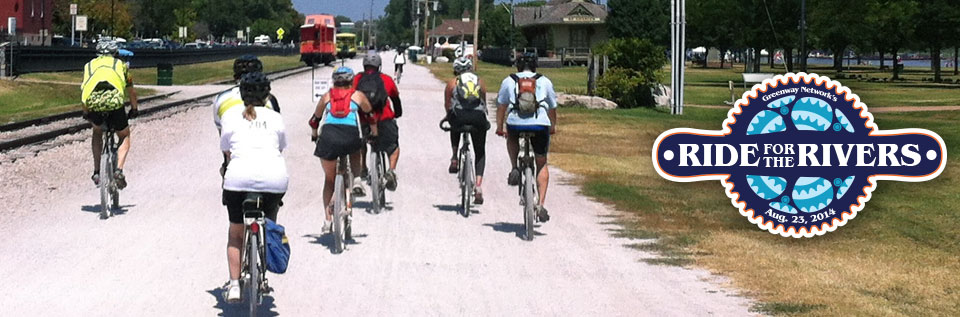 Greenway Network's
RIDE FOR THE RIVERS
Aug. 23, 2014